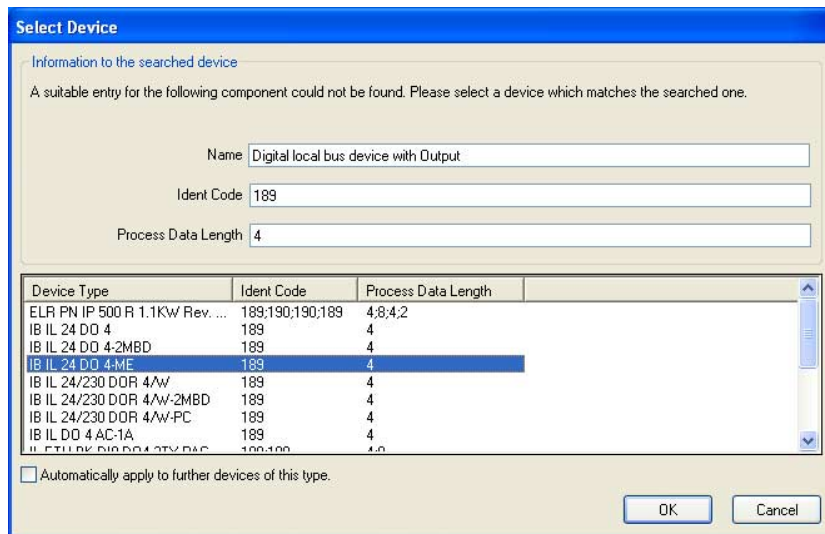 Select Device
Information to the searched device
A suitable entry for the following component could not be found. Please select a device which matches the searched one.
Name Digital local bus device with Output
Ident Code 189
Process Data Length 4
Device Type Ident Code Process Data Length
ELR PN IP 500 R 1.1KW Rev. ... 189;190;190;189 4;8;4;2
IB IL 24 DO 4 189 4
IB IL 24 DO 4-2MBD 189 4
IB IL 24 DO 4-ME 189 4
IB IL 24/230 DOR 4/W 189 4
IB IL 24/230 DOR 4/W-2MBD 189 4
IB IL 24/230 DOR 4/W-PC 189 4
IB IL DO 4 AC-1A 189 4
Automatically apply to further devices of this type.
OK Cancel